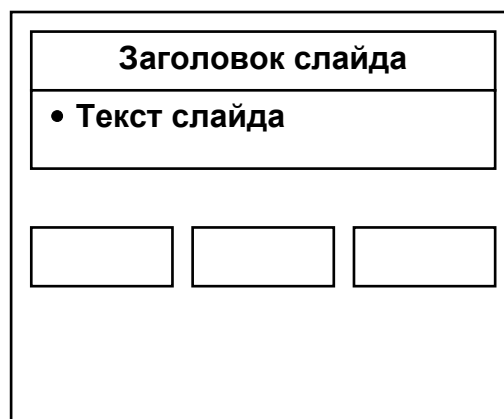 Заголовок слайда
• Текст слайда